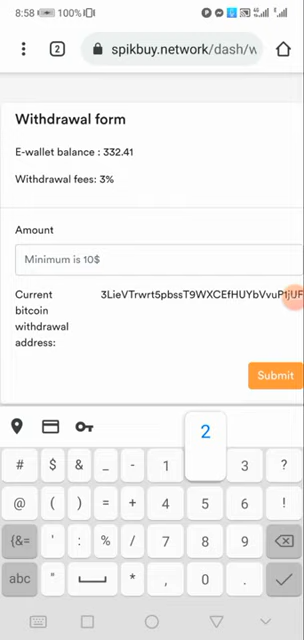 8:58 100%
2 spikbuy.network/dash/w
Withdrawal form
E-wallet balance : 332.41
Withdrawal fees: 3%
Amount
Minimum is 10$
Current bitcoin withdrawal address: 3LieVTrwrt5pbssT9WXCEfHUYbVvuP1jUF
Submit
2
# $ & _ - 1 3 ?
@ ( ) = + 4 5 6 !
{&= ' : % / 7 8 9
abc " * , 0 .